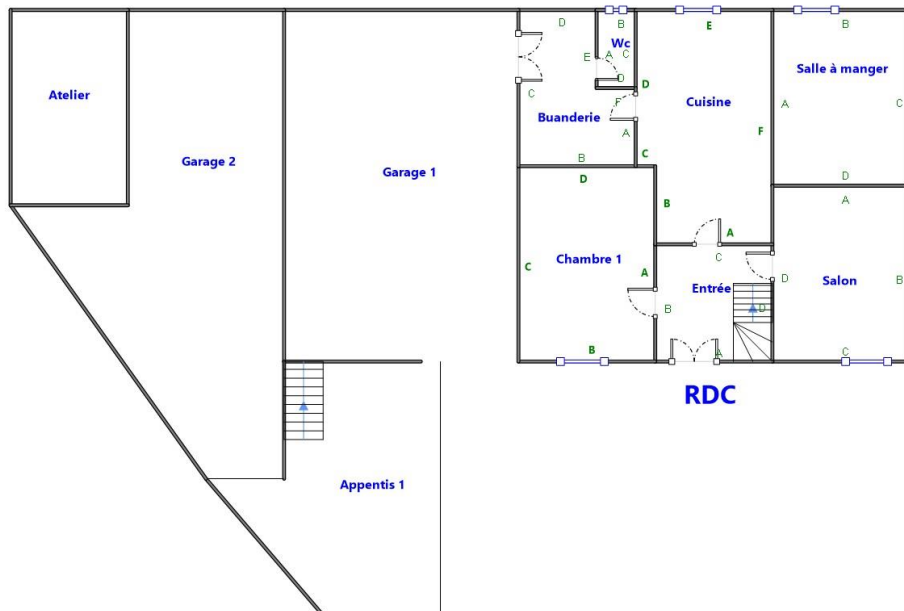 D
B
E
B
Wc
E
A
C
Salle à manger
D
D
Atelier
C
F
Cuisine
A
C
Buanderie
A
F
C
B
Garage 2
Garage 1
D
D
A
B
A
C
Chambre 1
C
A
D
Salon
B
Entrée
B
D
B
A
C
RDC
Appentis 1